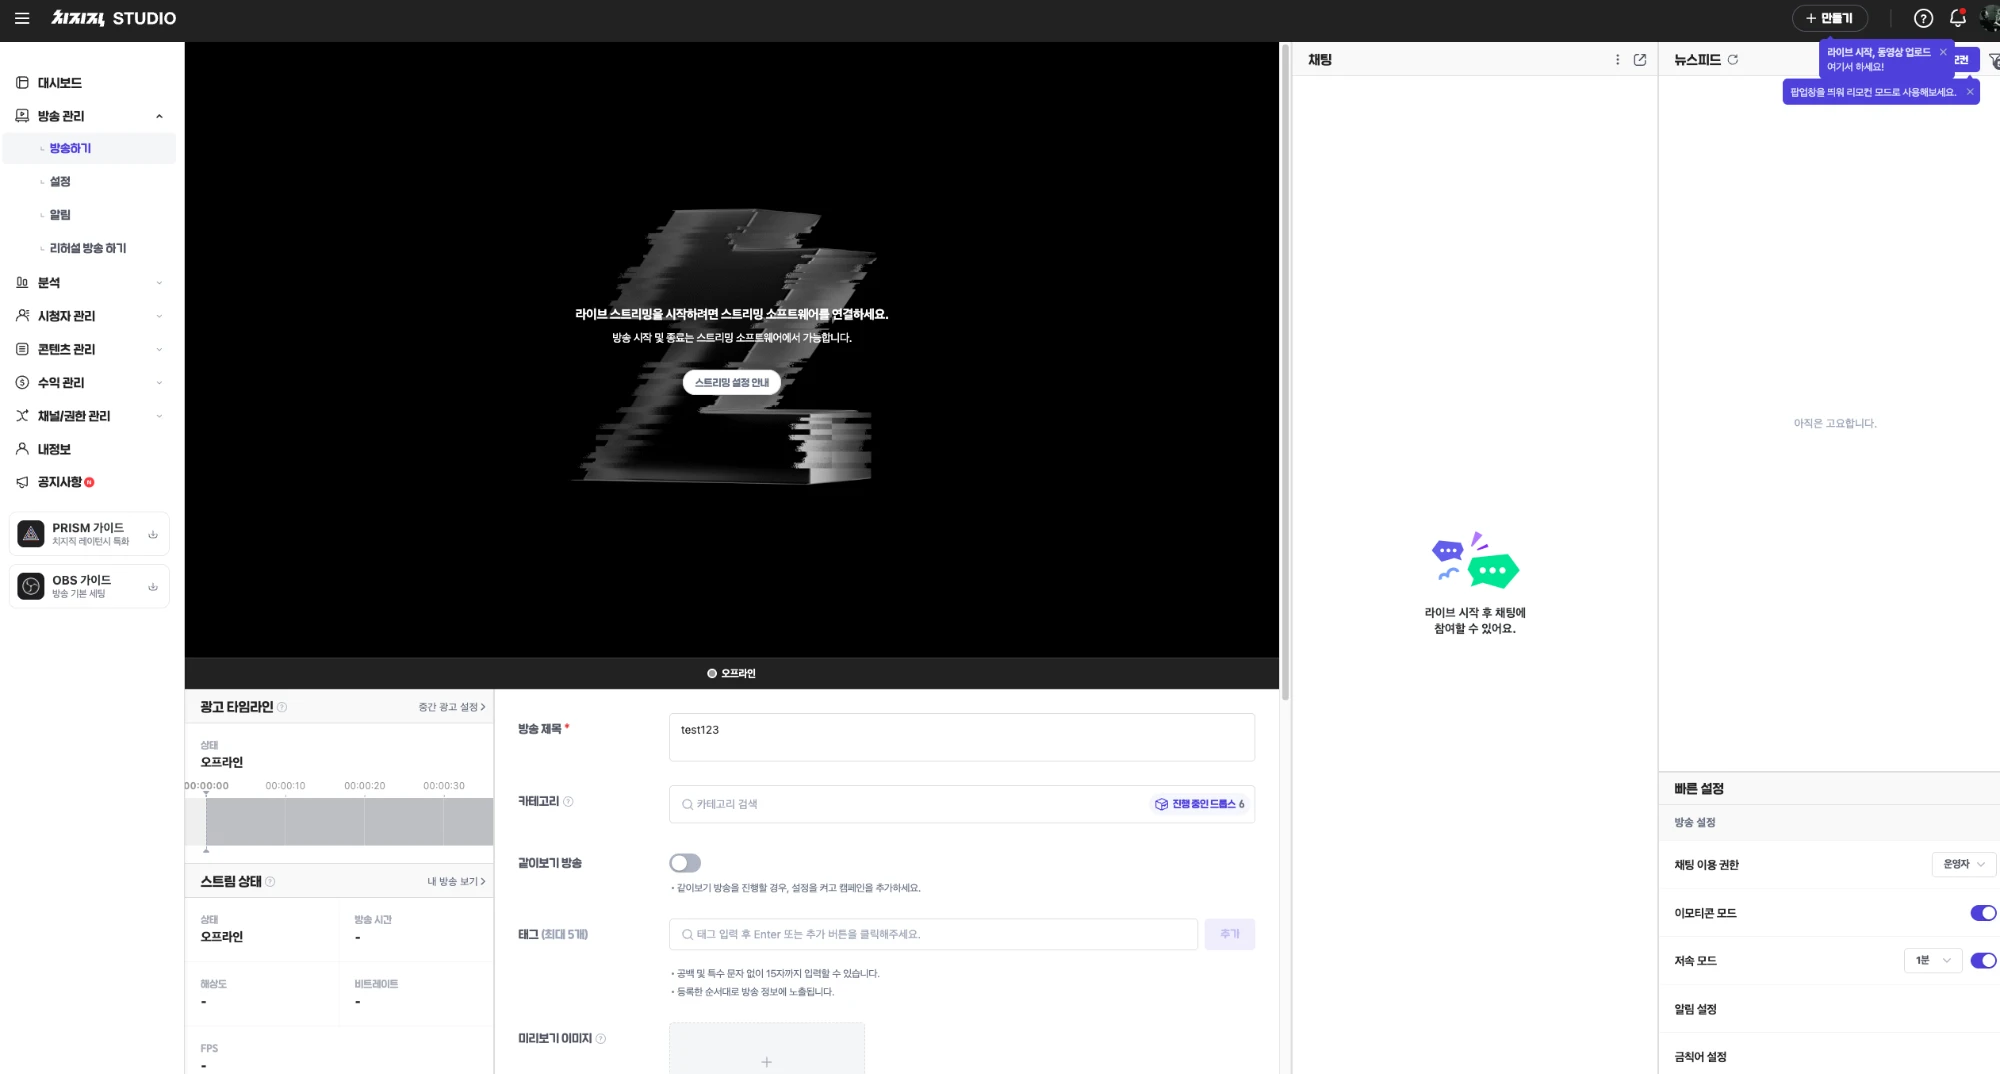 치지직 STUDIO
만들기
라이브 시작, 동영상 업로드
여기서 하세요!
팝업창을 띄워 리모컨 모드로 사용해보세요.
대시보드
방송 관리
방송하기
설정
알림
리허설 방송 하기
분석
시청자 관리
콘텐츠 관리
수익 관리
채널/권한 관리
내정보
공지사항 N
PRISM 가이드
치지직 레이턴시 특화
OBS 가이드
방송 기본 세팅
라이브 스트리밍을 시작하려면 스트리밍 소프트웨어를 연결하세요.
방송 시작 및 종료는 스트리밍 소프트웨어에서 가능합니다.
스트리밍 설정 안내
오프라인
광고 타임라인
중간 광고 설정
상태
오프라인
00:00:00 00:00:10 00:00:20 00:00:30
스트림 상태
내 방송 보기
상태
오프라인
방송 시간
-
해상도
-
비트레이트
-
FPS
-
방송 제목 *
test123
카테고리
카테고리 검색
진행 중인 드롭스 6
같이보기 방송
• 같이보기 방송을 진행할 경우, 설정을 켜고 캠페인을 추가하세요.
태그 (최대 5개)
태그 입력 후 Enter 또는 추가 버튼을 클릭해주세요.
추가
• 공백 및 특수 문자 없이 15자까지 입력할 수 있습니다.
• 등록한 순서대로 방송 정보에 노출됩니다.
미리보기 이미지
채팅
라이브 시작 후 채팅에
참여할 수 있어요.
뉴스피드
아직은 고요합니다.
빠른 설정
방송 설정
채팅 이용 권한
운영자
이모티콘 모드
저속 모드
1분
알림 설정
금칙어 설정